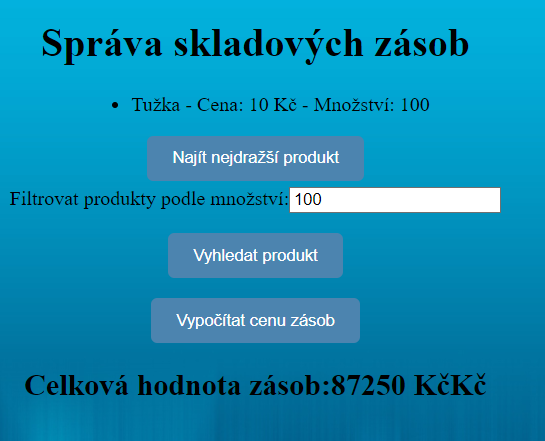 Správa skladových zásob
• Tužka - Cena: 10 Kč - Množství: 100
Najít nejdražší produkt
Filtrovat produkty podle množství:100
Vyhledat produkt
Vypočítat cenu zásob
Celková hodnota zásob:87250 KčKč